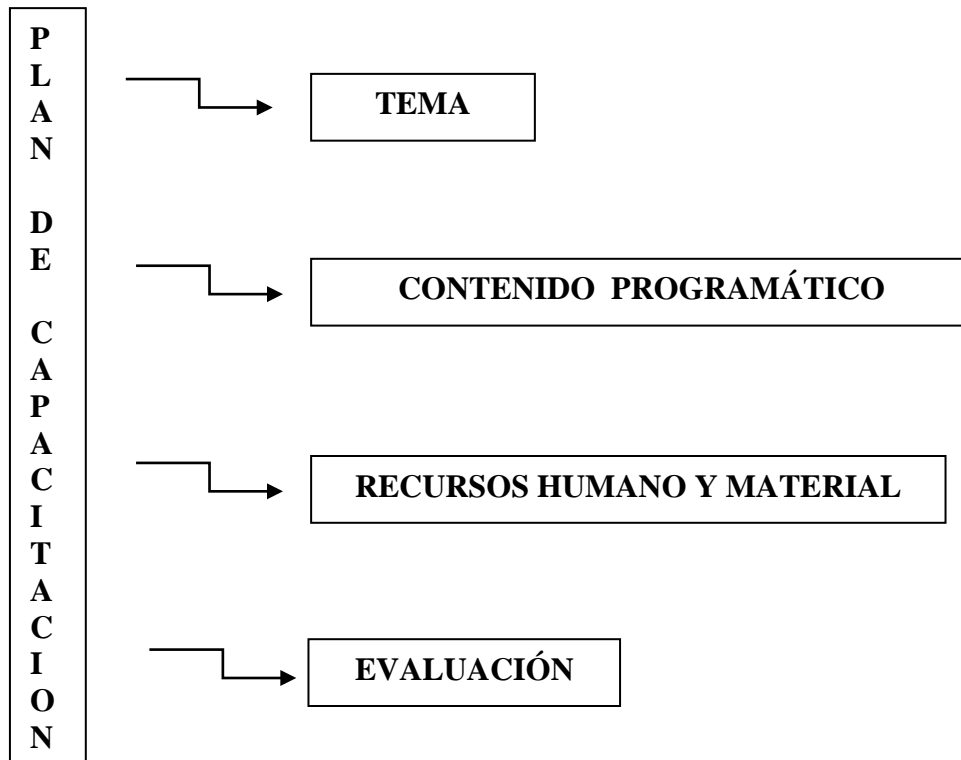 PLAN DE CAPACITACION
TEMA
CONTENIDO PROGRAMÁTICO
RECURSOS HUMANO Y MATERIAL
EVALUACIÓN